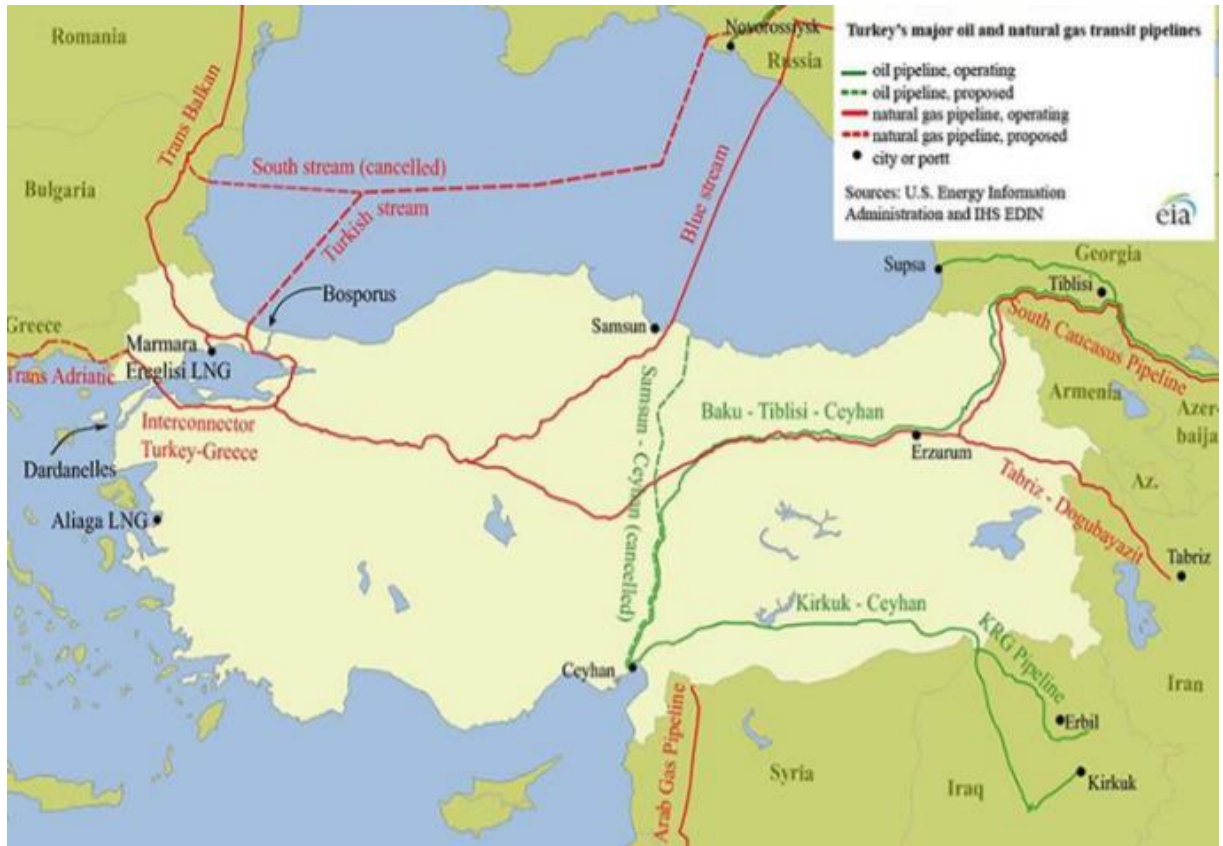 Romania
Novorossiysk
Russia
Turkey's major oil and natural gas transit pipelines
oil pipeline, operating
oil pipeline, proposed
natural gas pipeline, operating
natural gas pipeline, proposed
city or portt
Sources: U.S. Energy Information
Administration and IHS EDIN
eia
Trans Balkan
South stream (cancelled)
Bulgaria
Turkish stream
Blue stream
Georgia
Supsa
Tiblisi
Bosporus
Samsun
South Caucasus Pipeline
Greece
Marmara
Ereglisi LNG
Trans Adriatic
Armenia
Azer-
baija
Samsun - Ceyhan (cancelled)
Baku - Tiblisi - Ceyhan
Interconnector
Turkey-Greece
Erzurum
Dardanelles
Az.
Tabriz - Dogubayazit
Aliaga LNG
Tabriz
Kirkuk - Ceyhan
KRG Pipeline
Ceyhan
Iran
Erbil
Arab Gas Pipeline
Syria
Iraq
Kirkuk